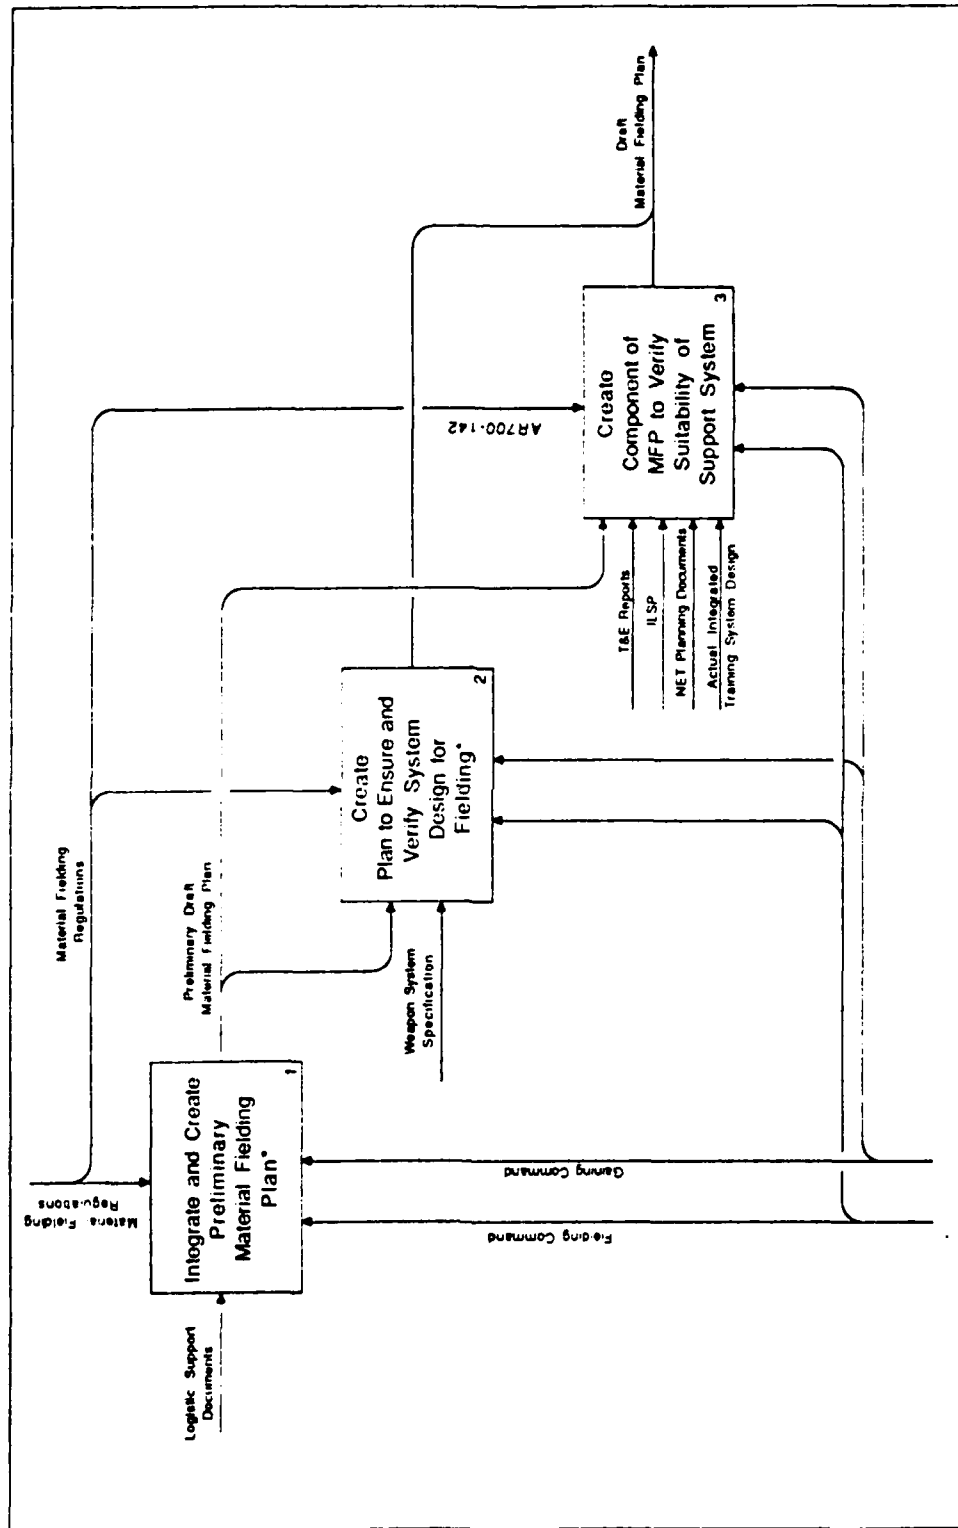 Material Fielding
Regulations
Material Fielding
Regulations
Logistic Support
Documents
Integrate and Create
Preliminary
Material Fielding
Plan*
1
Preliminary Draft
Material Fielding Plan
Weapon System
Specification
Create
Plan to Ensure and
Verify System
Design for
Fielding*
2
AR700-142
T&E Reports
ILSP
NET Planning Documents
Actual Integrated
Training System Design
Create
Component of
MFP to Verify
Suitability of
Support System
3
Draft
Material Fielding Plan
Fielding Command
Gaining Command